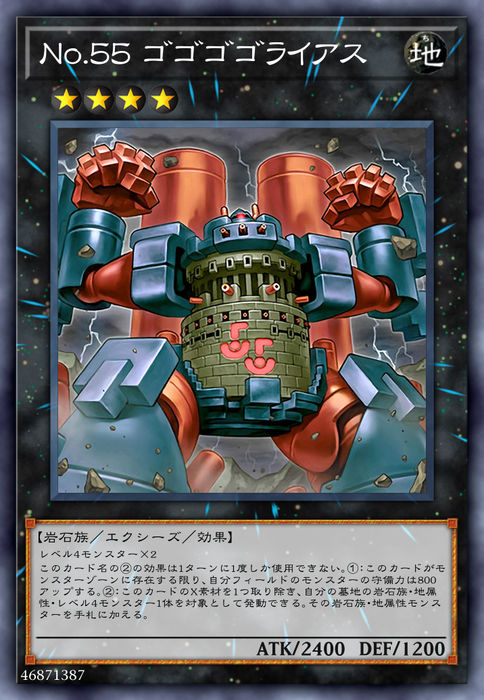 No.55 ゴゴゴゴライアス
地
ち
55
【岩石族／エクシーズ／効果】
レベル4モンスター×2
このカード名の②の効果は1ターンに1度しか使用できない。①:このカードがモ
ンスターゾーンに存在する限り、自分フィールドのモンスターの守備力は800
アップする。②:このカードのX素材を1つ取り除き、自分の墓地の岩石族・地属
性・レベル4モンスター1体を対象として発動できる。その岩石族・地属性モンス
ターを手札に加える。
ATK/2400 DEF/1200
46871387